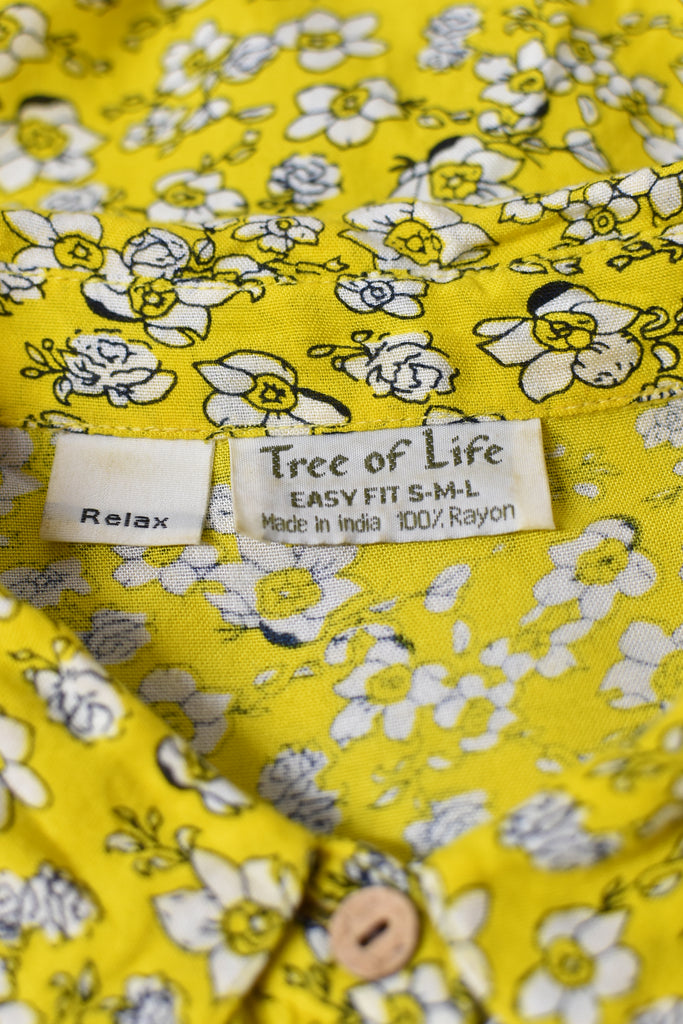 Relax
Tree of Life
EASY FIT S-M-L
Made in india 100% Rayon